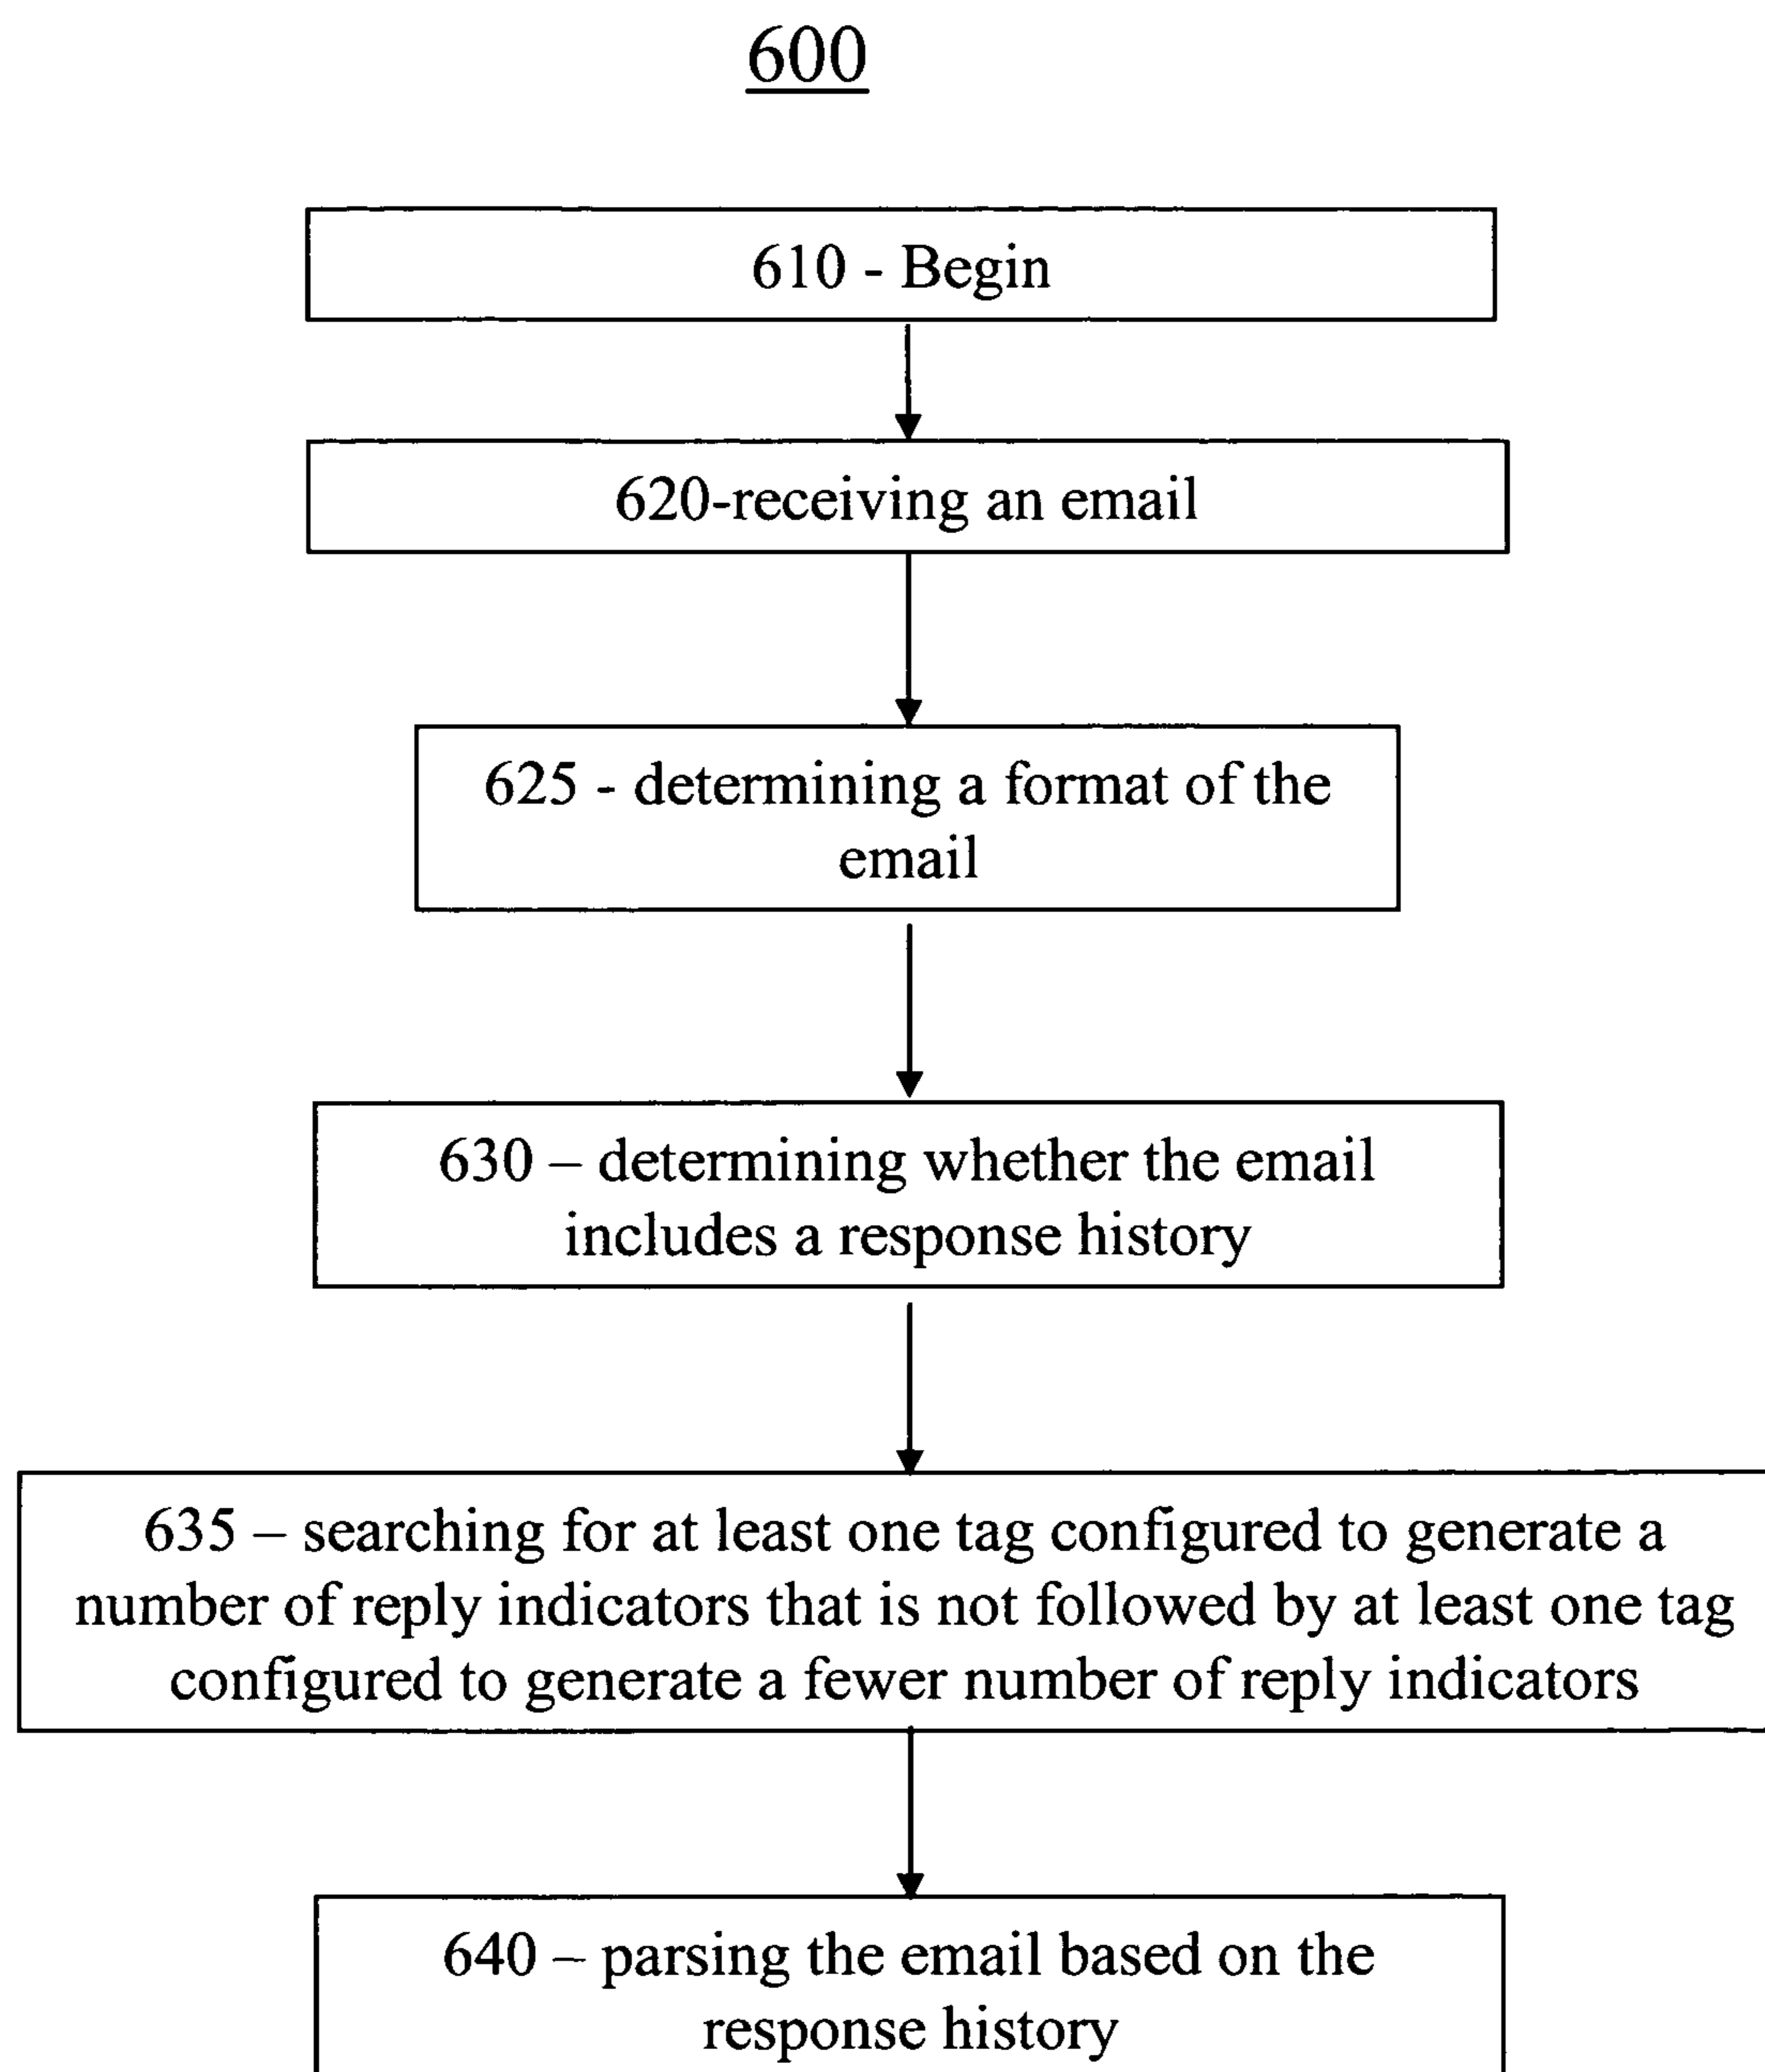 600
610 - Begin
620-receiving an email
625 - determining a format of the
email
630 – determining whether the email
includes a response history
635 – searching for at least one tag configured to generate a
number of reply indicators that is not followed by at least one tag
configured to generate a fewer number of reply indicators
640 – parsing the email based on the
response history